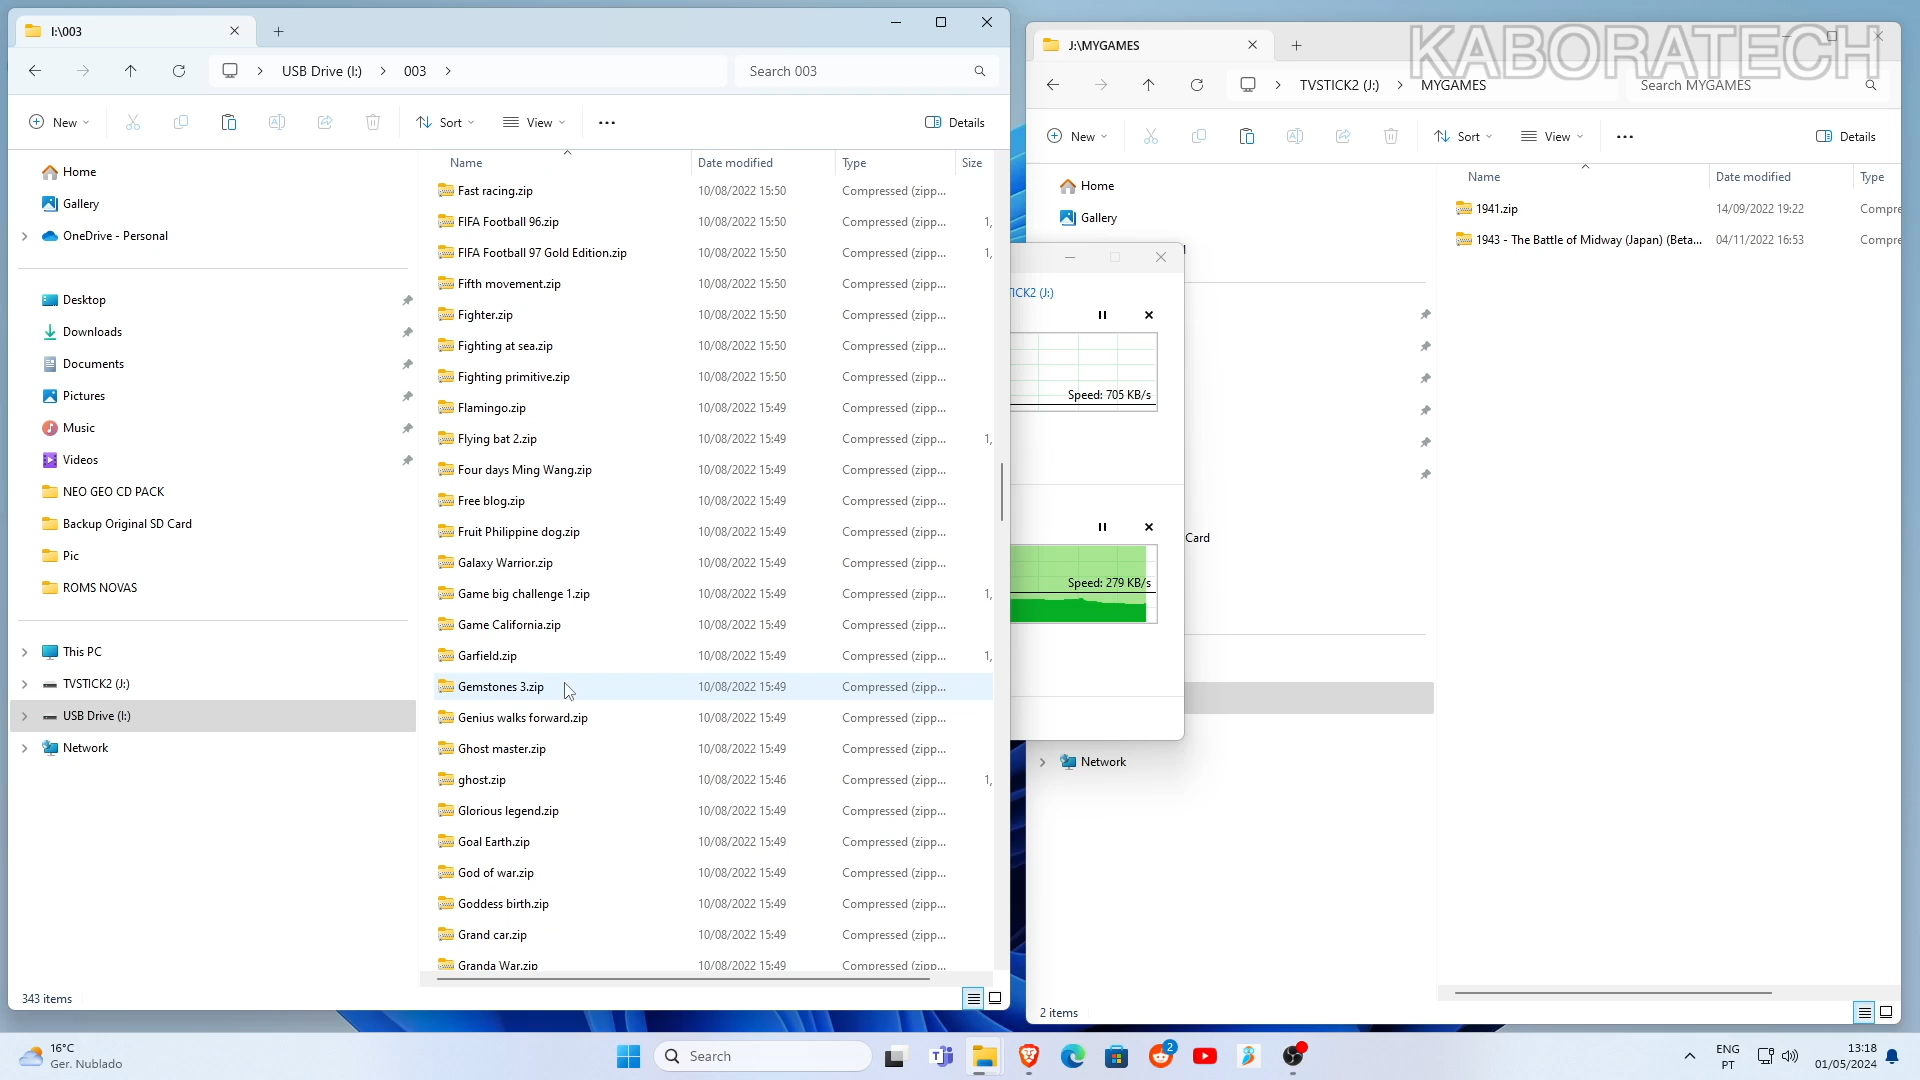 I:\003
USB Drive (I:)
003
Search 003
New
Sort
View
Details
Home
Gallery
OneDrive - Personal
Desktop
Downloads
Documents
Pictures
Music
Videos
NEO GEO CD PACK
Backup Original SD Card
Pic
ROMS NOVAS
This PC
TVSTICK2 (J:)
USB Drive (I:)
Network
Name Date modified Type Size
Fast racing.zip 10/08/2022 15:50 Compressed (zipp...
FIFA Football 96.zip 10/08/2022 15:50 Compressed (zipp... 1,
FIFA Football 97 Gold Edition.zip 10/08/2022 15:50 Compressed (zipp... 1,
Fifth movement.zip 10/08/2022 15:50 Compressed (zipp...
Fighter.zip 10/08/2022 15:50 Compressed (zipp...
Fighting at sea.zip 10/08/2022 15:50 Compressed (zipp...
Fighting primitive.zip 10/08/2022 15:50 Compressed (zipp...
Flamingo.zip 10/08/2022 15:49 Compressed (zipp...
Flying bat 2.zip 10/08/2022 15:49 Compressed (zipp... 1,
Four days Ming Wang.zip 10/08/2022 15:49 Compressed (zipp...
Free blog.zip 10/08/2022 15:49 Compressed (zipp...
Fruit Philippine dog.zip 10/08/2022 15:49 Compressed (zipp...
Galaxy Warrior.zip 10/08/2022 15:49 Compressed (zipp...
Game big challenge 1.zip 10/08/2022 15:49 Compressed (zipp... 1,
Game California.zip 10/08/2022 15:49 Compressed (zipp...
Garfield.zip 10/08/2022 15:49 Compressed (zipp... 1,
Gemstones 3.zip 10/08/2022 15:49 Compressed (zipp...
Genius walks forward.zip 10/08/2022 15:49 Compressed (zipp...
Ghost master.zip 10/08/2022 15:49 Compressed (zipp...
ghost.zip 10/08/2022 15:46 Compressed (zipp... 1,
Glorious legend.zip 10/08/2022 15:49 Compressed (zipp...
Goal Earth.zip 10/08/2022 15:49 Compressed (zipp...
God of war.zip 10/08/2022 15:49 Compressed (zipp...
Goddess birth.zip 10/08/2022 15:49 Compressed (zipp...
Grand car.zip 10/08/2022 15:49 Compressed (zipp...
Granda War.zip 10/08/2022 15:49 Compressed (zipp...
343 items
TICK2 (J:)
Speed: 705 KB/s
Speed: 279 KB/s
J:\MYGAMES
KABORATECH
TVSTICK2 (J:)
MYGAMES
Search MYGAMES
New
Sort
View
Details
Home
Gallery
Card
Network
Name Date modified Type
1941.zip 14/09/2022 19:22 Compre
1943 - The Battle of Midway (Japan) (Beta... 04/11/2022 16:53 Compre
2 items
16°C
Ger. Nublado
Search
2
ENG
PT
13:18
01/05/2024